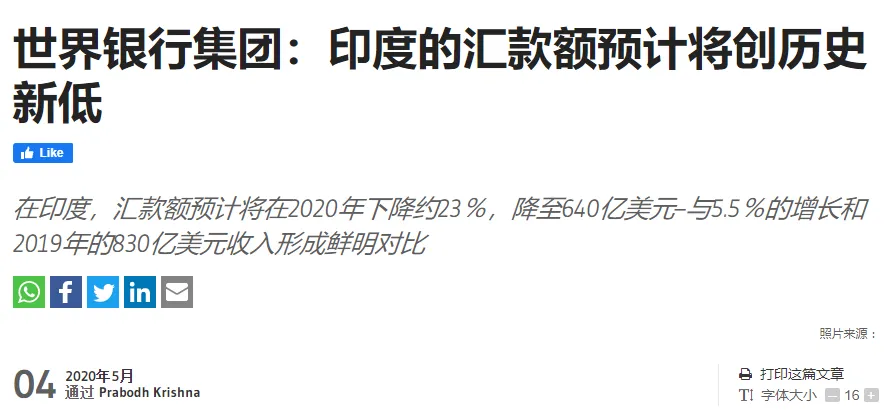 世界银行集团：印度的汇款额预计将创历史
新低
Like
在印度，汇款额预计将在2020年下降约23％，降至640亿美元–与5.5％的增长和
2019年的830亿美元收入形成鲜明对比
照片来源：
04
2020年5月
通过 Prabodh Krishna
打印这篇文章
字体大小 − 16 +